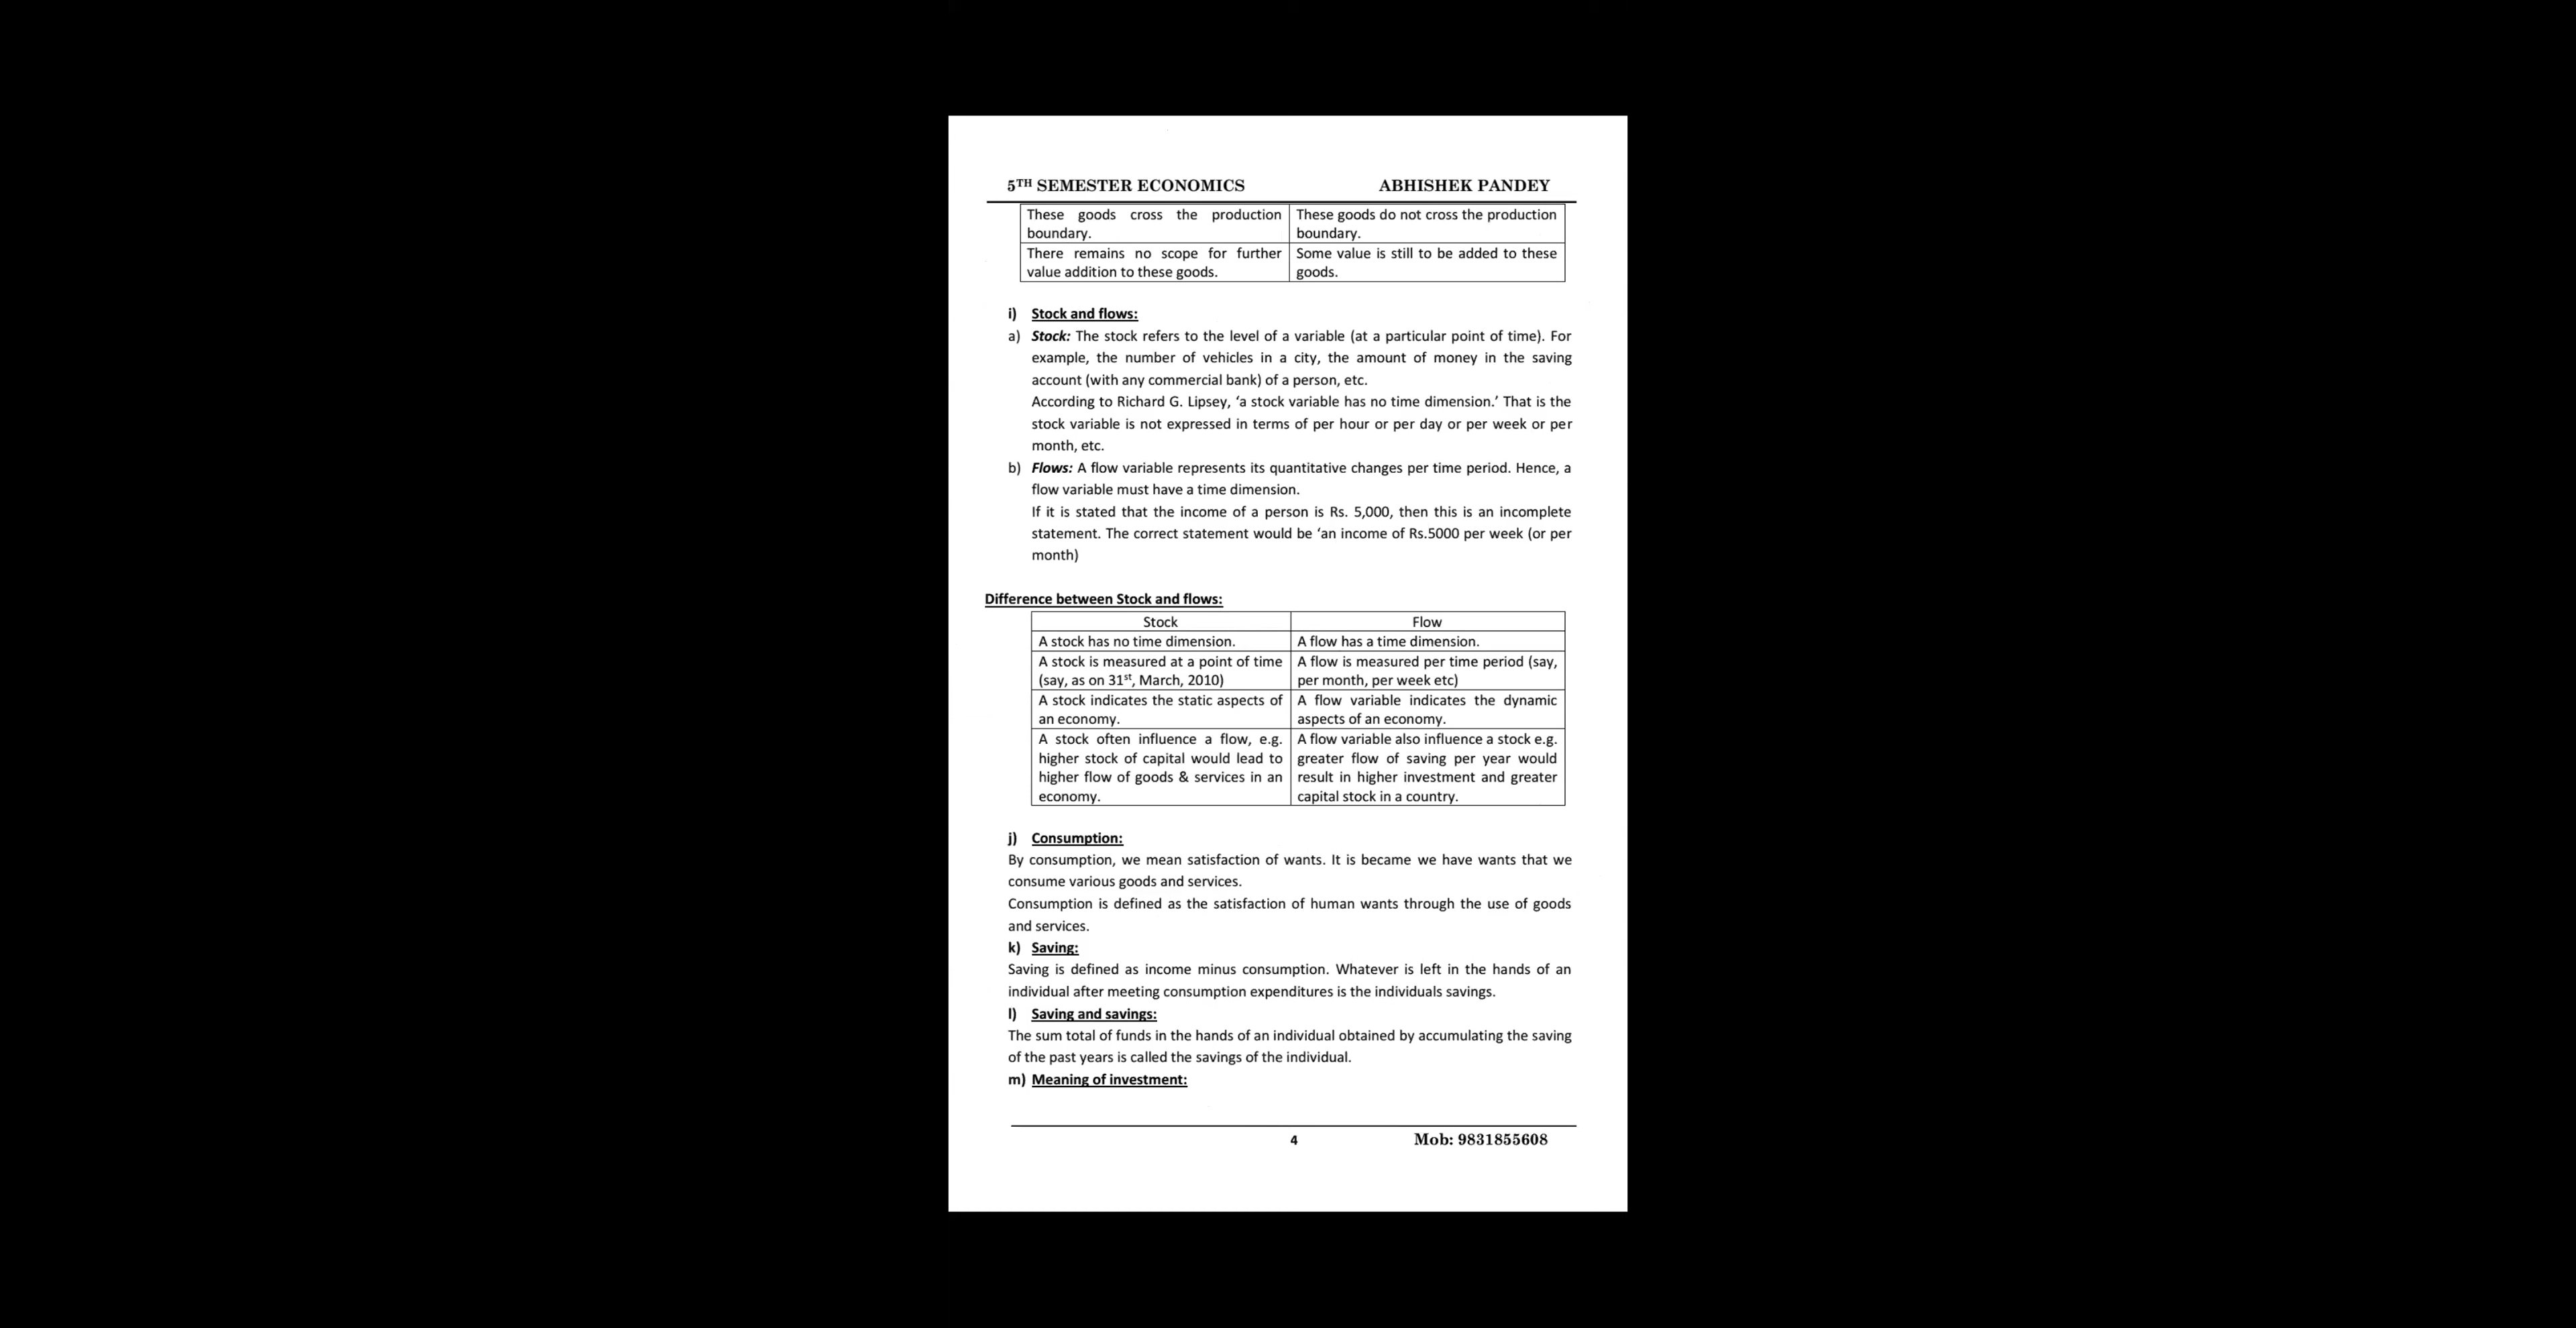 5TH SEMESTER ECONOMICS ABHISHEK PANDEY
These goods cross the production boundary. These goods do not cross the production boundary.
There remains no scope for further value addition to these goods. Some value is still to be added to these goods.
i) Stock and flows:
a) Stock: The stock refers to the level of a variable (at a particular point of time). For
example, the number of vehicles in a city, the amount of money in the saving
account (with any commercial bank) of a person, etc.
According to Richard G. Lipsey, ‘a stock variable has no time dimension.’ That is the
stock variable is not expressed in terms of per hour or per day or per week or per
month, etc.
b) Flows: A flow variable represents its quantitative changes per time period. Hence, a
flow variable must have a time dimension.
If it is stated that the income of a person is Rs. 5,000, then this is an incomplete
statement. The correct statement would be ‘an income of Rs.5000 per week (or per
month)
Difference between Stock and flows:
Stock Flow
A stock has no time dimension. A flow has a time dimension.
A stock is measured at a point of time (say, as on 31st, March, 2010) A flow is measured per time period (say, per month, per week etc)
A stock indicates the static aspects of an economy. A flow variable indicates the dynamic aspects of an economy.
A stock often influence a flow, e.g. higher stock of capital would lead to higher flow of goods & services in an economy. A flow variable also influence a stock e.g. greater flow of saving per year would result in higher investment and greater capital stock in a country.
j) Consumption:
By consumption, we mean satisfaction of wants. It is became we have wants that we
consume various goods and services.
Consumption is defined as the satisfaction of human wants through the use of goods
and services.
k) Saving:
Saving is defined as income minus consumption. Whatever is left in the hands of an
individual after meeting consumption expenditures is the individuals savings.
l) Saving and savings:
The sum total of funds in the hands of an individual obtained by accumulating the saving
of the past years is called the savings of the individual.
m) Meaning of investment:
4 Mob: 9831855608